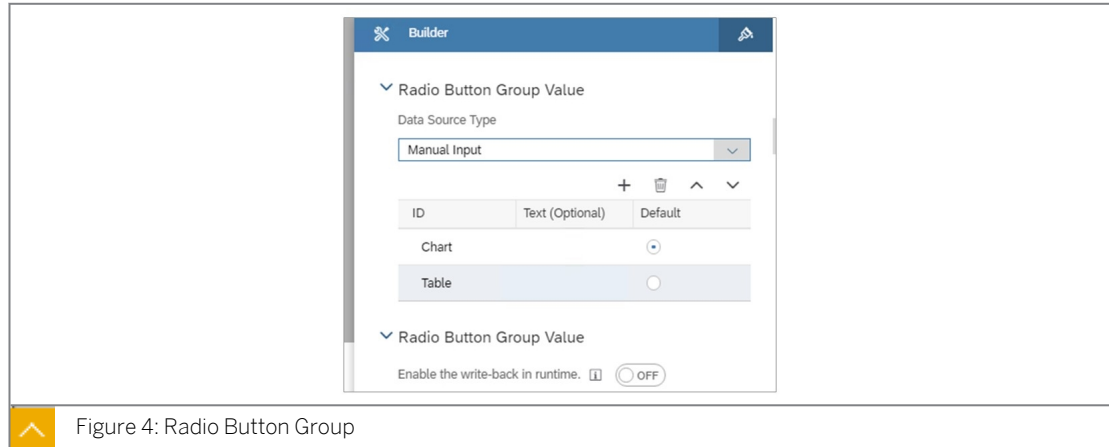 Builder
Radio Button Group Value
Data Source Type
Manual Input
ID Text (Optional) Default
Chart
Table
Radio Button Group Value
Enable the write-back in runtime. i OFF
Figure 4: Radio Button Group